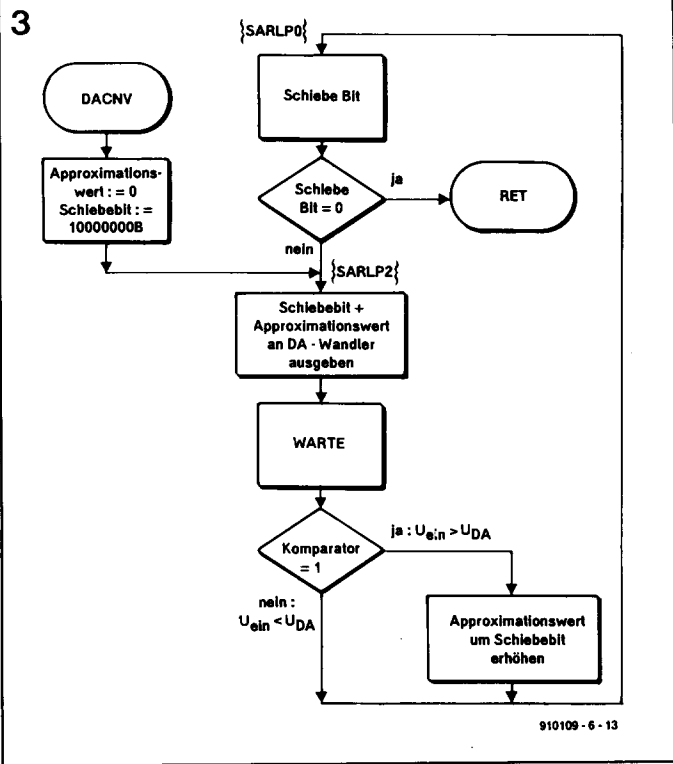 3
{SARLP0{
DACNV
Schiebe Bit
Approximations-
wert : = 0
Schiebebit : =
10000000B
Schiebe
Bit = 0
ja
RET
nein
{SARLP2{
Schiebebit +
Approximationswert
an DA - Wandler
ausgeben
WARTE
Komparator
= 1
ja : Uein > UDA
nein :
Uein < UDA
Approximationswert
um Schiebebit
erhöhen
910109 - 6 - 13